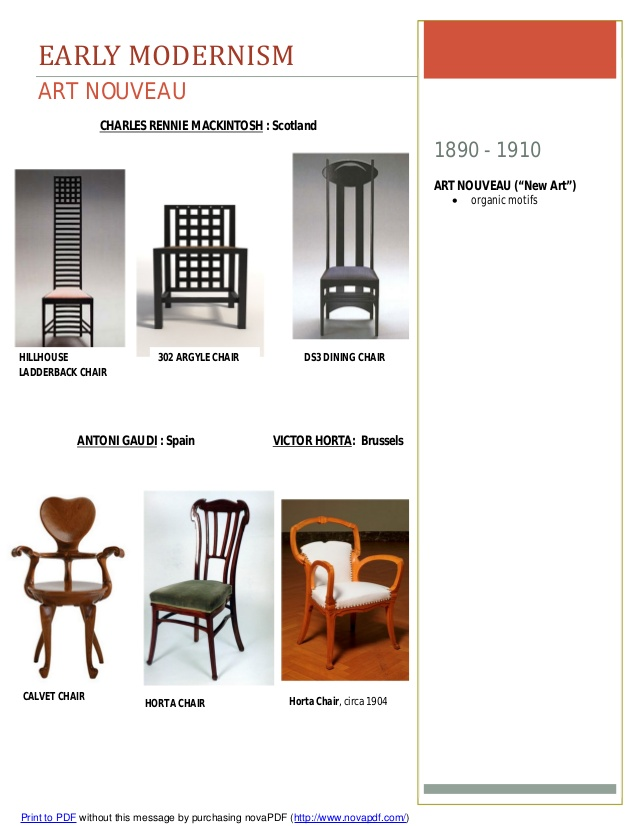 EARLY MODERNISM
ART NOUVEAU
CHARLES RENNIE MACKINTOSH : Scotland
HILLHOUSE
LADDERBACK CHAIR
302 ARGYLE CHAIR
DS3 DINING CHAIR
ANTONI GAUDI : Spain
VICTOR HORTA: Brussels
CALVET CHAIR
HORTA CHAIR
Horta Chair, circa 1904
1890 - 1910
ART NOUVEAU (“New Art”)
• organic motifs
Print to PDF without this message by purchasing novaPDF (http://www.novapdf.com/)